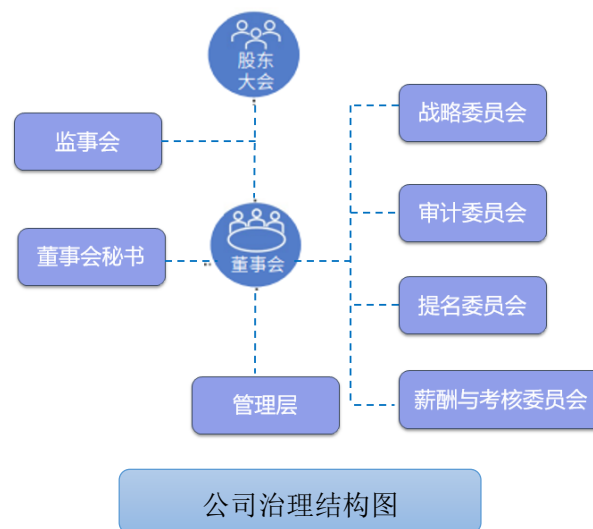 股东
大会
监事会
战略委员会
审计委员会
董事会秘书
董事会
提名委员会
管理层
薪酬与考核委员会
公司治理结构图